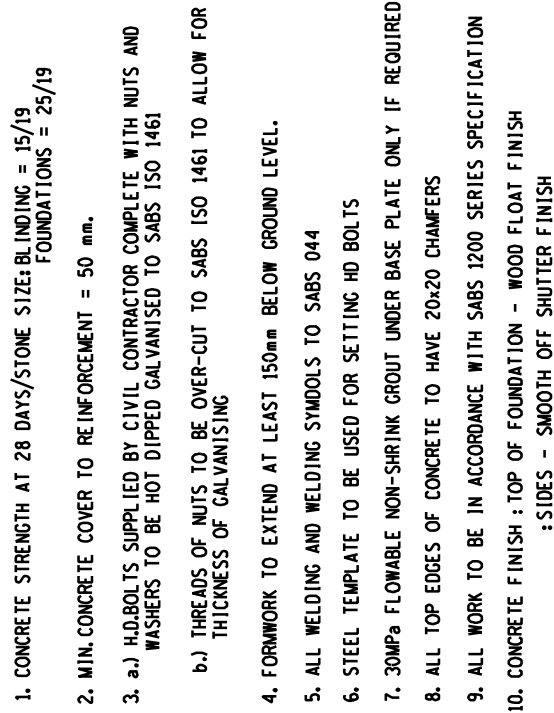 1. CONCRETE STRENGTH AT 28 DAYS/STONE SIZE: BLINDING = 15/19
FOUNDATIONS = 25/19
2. MIN. CONCRETE COVER TO REINFORCEMENT = 50 mm.
3. a.) H.D.BOLTS SUPPLIED BY CIVIL CONTRACTOR COMPLETE WITH NUTS AND
WASHERS TO BE HOT DIPPED GALVANISED TO SABS ISO 1461
b.) THREADS OF NUTS TO BE OVER-CUT TO SABS ISO 1461 TO ALLOW FOR
THICKNESS OF GALVANISING
4. FORMWORK TO EXTEND AT LEAST 150mm BELOW GROUND LEVEL.
5. ALL WELDING AND WELDING SYMDOLS TO SABS 044
6. STEEL TEMPLATE TO BE USED FOR SETTING HD BOLTS
7. 30MPa FLOWABLE NON-SHRINK GROUT UNDER BASE PLATE ONLY IF REQUIRED
8. ALL TOP EDGES OF CONCRETE TO HAVE 20x20 CHAMFERS
9. ALL WORK TO BE IN ACCORDANCE WITH SABS 1200 SERIES SPECIFICATION
10. CONCRETE FINISH : TOP OF FOUNDATION - WOOD FLOAT FINISH
: SIDES - SMOOTH OFF SHUTTER FINISH